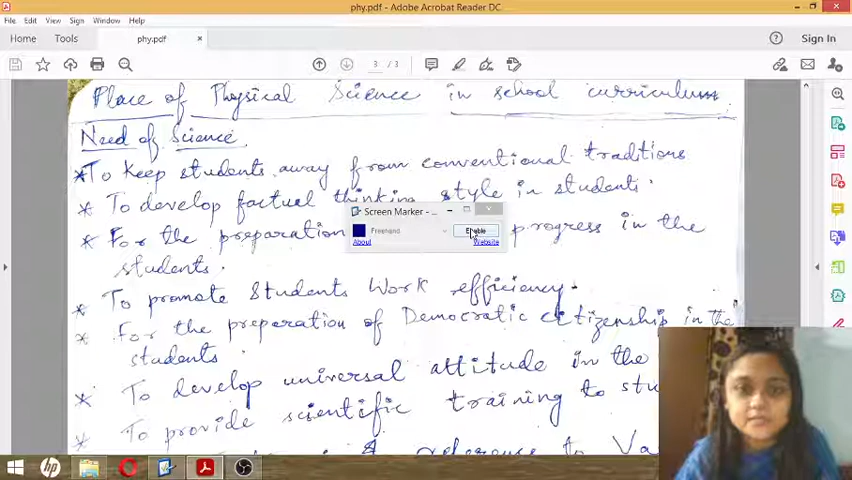 phy.pdf - Adobe Acrobat Reader DC
File Edit View Sign Window Help
Home Tools phy.pdf × Sign In
3 / 3
Place of Physical Science in school curriculum
Need of Science
* To keep students away from conventional traditions
* To develop factual thinking style in students
* For the preparation progress in the
students.
* To promote Students Work efficiency.
* For the preparation of Democratic citizenship in the
students.
* To develop universal attitude in the
* To provide scientific training to stu
reference to Va
Screen Marker - ...
Freehand Enable
About Website